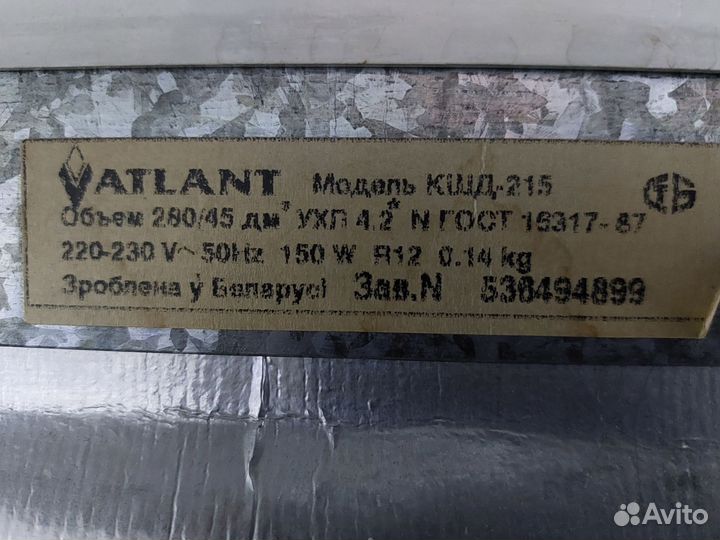 ATLANT Модель КШД-215
Объем 280/45 дм³ УХЛ 4.2* N ГОСТ 16317-87
220-230 V~50Hz 150 W R12 0.14 kg
Зроблена ў Беларусі Зав.N 536494899
Avito